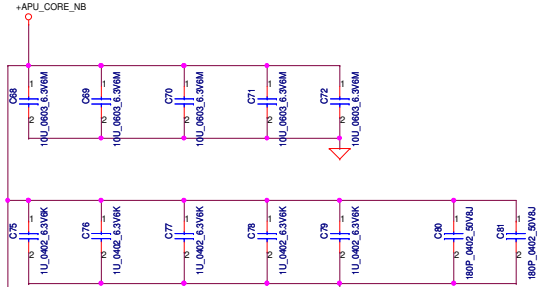 +APU_CORE_NB
C68
1
2
10U_0603_6.3V6M
C69
1
2
10U_0603_6.3V6M
C70
1
2
10U_0603_6.3V6M
C71
1
2
10U_0603_6.3V6M
C72
1
2
10U_0603_6.3V6M
C75
1
2
1U_0402_6.3V6K
C76
1
2
1U_0402_6.3V6K
C77
1
2
1U_0402_6.3V6K
C78
1
2
1U_0402_6.3V6K
C79
1
2
1U_0402_6.3V6K
C80
1
2
180P_0402_50V8J
C81
1
2
180P_0402_50V8J